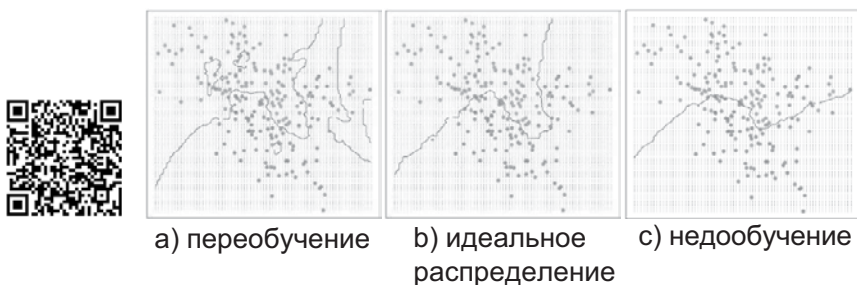 a) переобучение
b) идеальное
распределение
c) недообучение